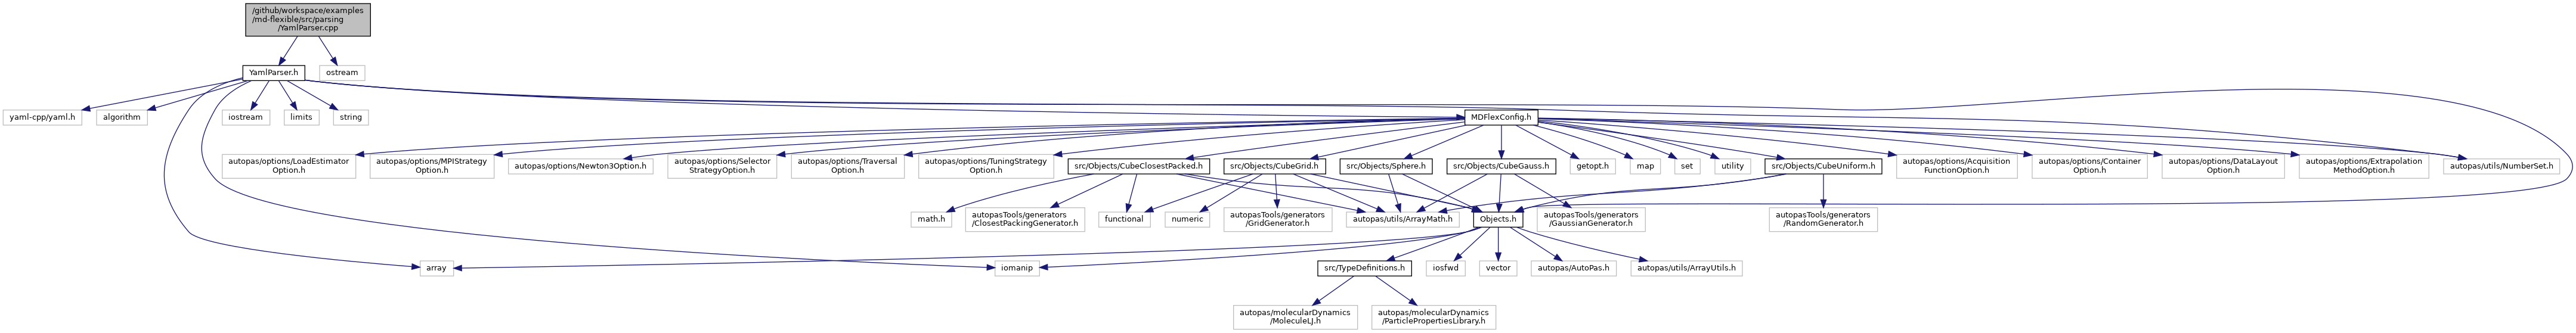 /github/workspace/examples
/md-flexible/src/parsing
/YamlParser.cpp
YamlParser.h
ostream
yaml-cpp/yaml.h
algorithm
iostream
limits
string
MDFlexConfig.h
autopas/options/LoadEstimator
Option.h
autopas/options/MPIStrategy
Option.h
autopas/options/Newton3Option.h
autopas/options/Selector
StrategyOption.h
autopas/options/Traversal
Option.h
autopas/options/TuningStrategy
Option.h
src/Objects/CubeClosestPacked.h
src/Objects/CubeGrid.h
src/Objects/Sphere.h
src/Objects/CubeGauss.h
getopt.h
map
set
utility
src/Objects/CubeUniform.h
autopas/options/Acquisition
FunctionOption.h
autopas/options/Container
Option.h
autopas/options/DataLayout
Option.h
autopas/options/Extrapolation
MethodOption.h
autopas/utils/NumberSet.h
math.h
autopasTools/generators
/ClosestPackingGenerator.h
functional
numeric
autopasTools/generators
/GridGenerator.h
autopas/utils/ArrayMath.h
Objects.h
autopasTools/generators
/GaussianGenerator.h
autopasTools/generators
/RandomGenerator.h
array
iomanip
src/TypeDefinitions.h
iosfwd
vector
autopas/AutoPas.h
autopas/utils/ArrayUtils.h
autopas/molecularDynamics
/MoleculeLJ.h
autopas/molecularDynamics
/ParticlePropertiesLibrary.h